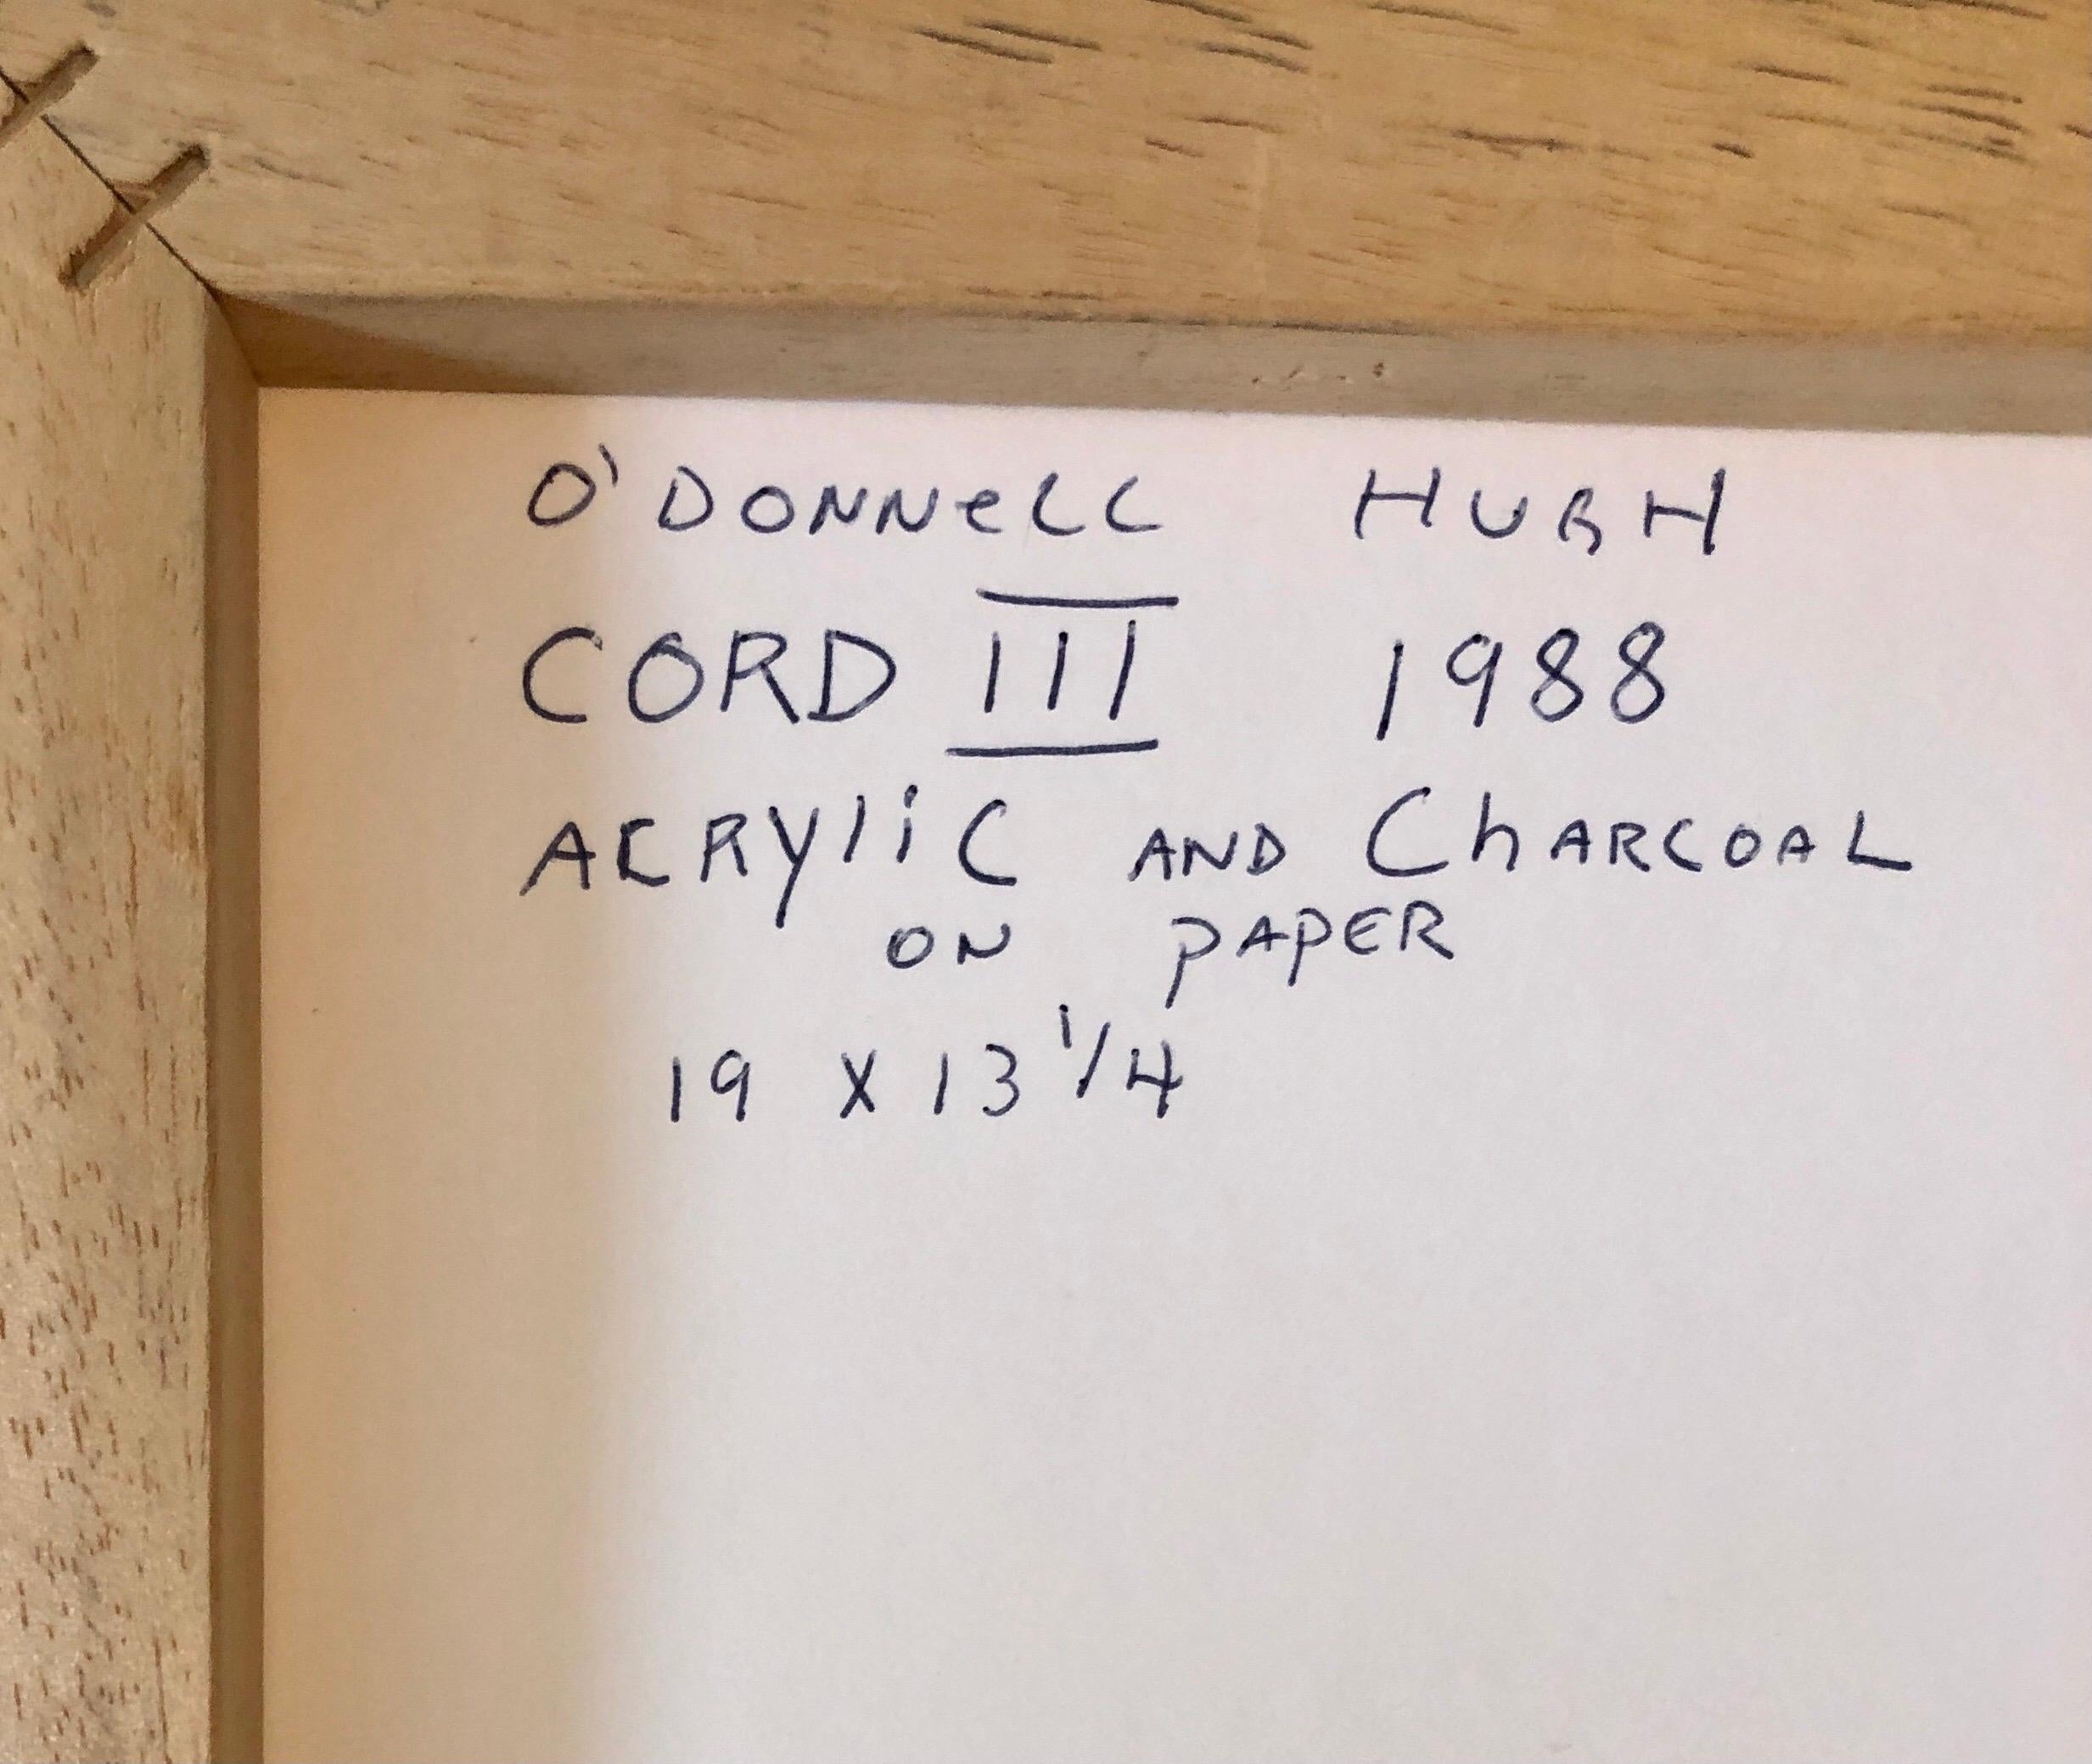 O'DONNELL HUGH
CORD III 1988
ACRYLIC AND CHARCOAL
ON PAPER
19 X 13 1/4